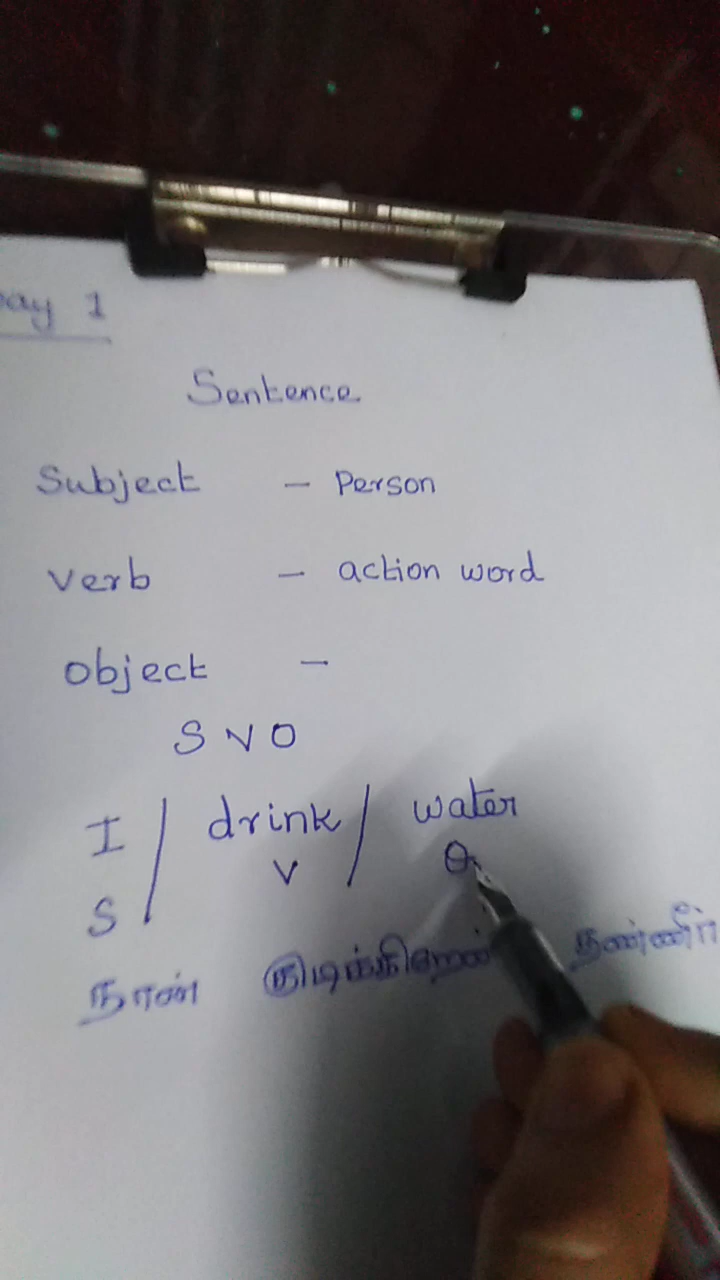 Day 1
Sentence
Subject - Person
Verb - action word
Object -
S V O
I / drink / water
S V O
நான் குடிக்கிறேன் தண்ணீர்